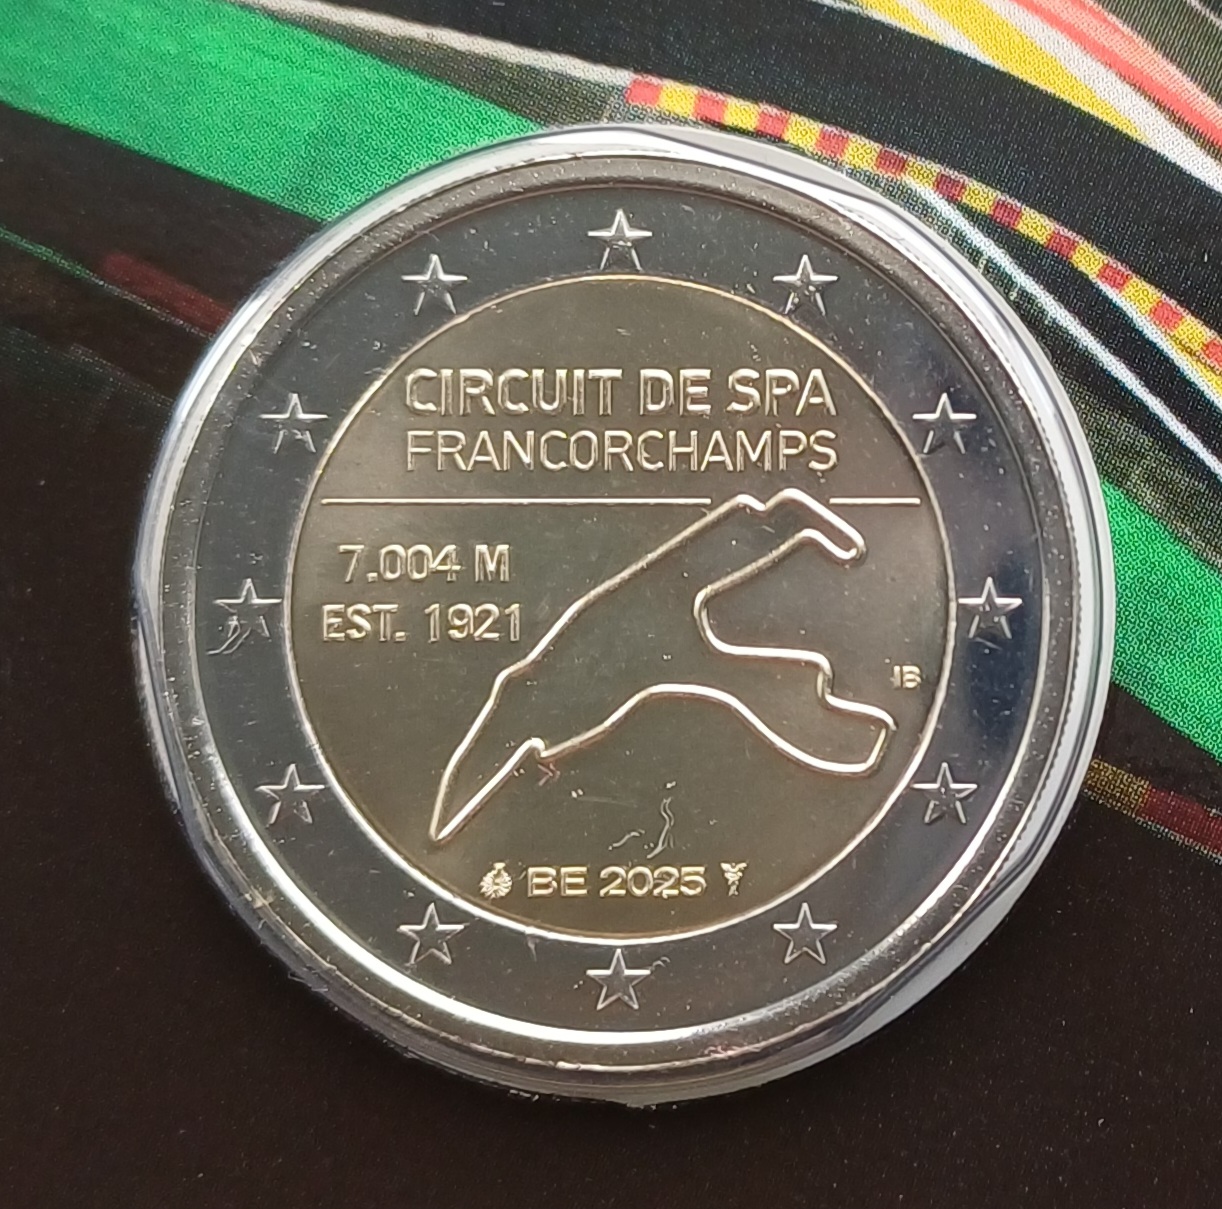 CIRCUIT DE SPA
FRANCORCHAMPS
7.004 M
EST. 1921
IB
BE 2025